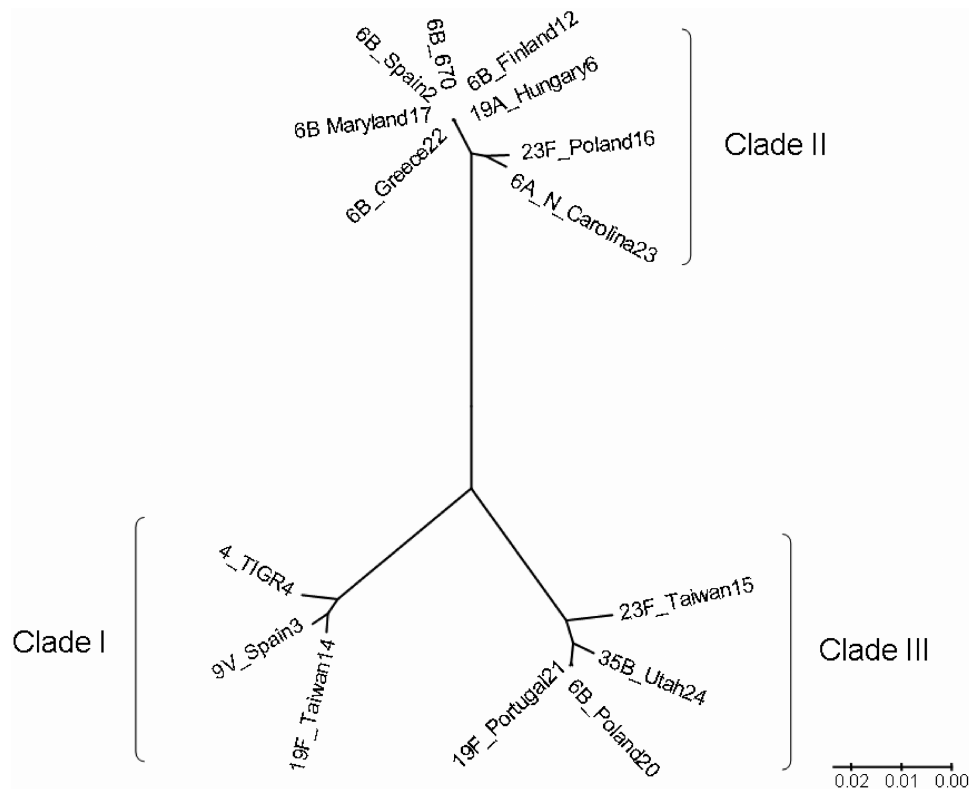 6B_Spain2
6B_670
6B_Finland12
19A_Hungary6
6B Maryland17
6B_Greece22
23F_Poland16
6A_N_Carolina23
Clade II
4_TIGR4
9V_Spain3
19F_Taiwan14
Clade I
23F_Taiwan15
35B_Utah24
19F_Portugal21
6B_Poland20
Clade III
0.02 0.01 0.00